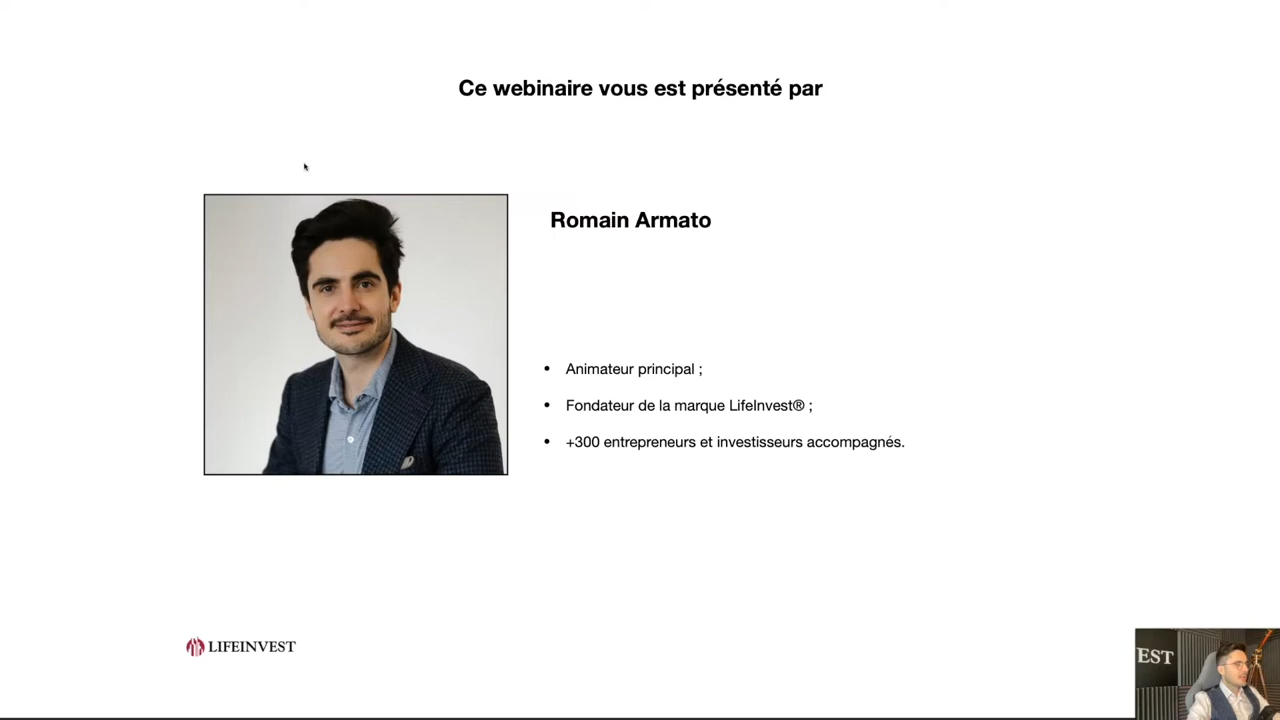 Ce webinaire vous est présenté par
Romain Armato
• Animateur principal ;
• Fondateur de la marque LifeInvest® ;
• +300 entrepreneurs et investisseurs accompagnés.
LIFEINVEST
EST